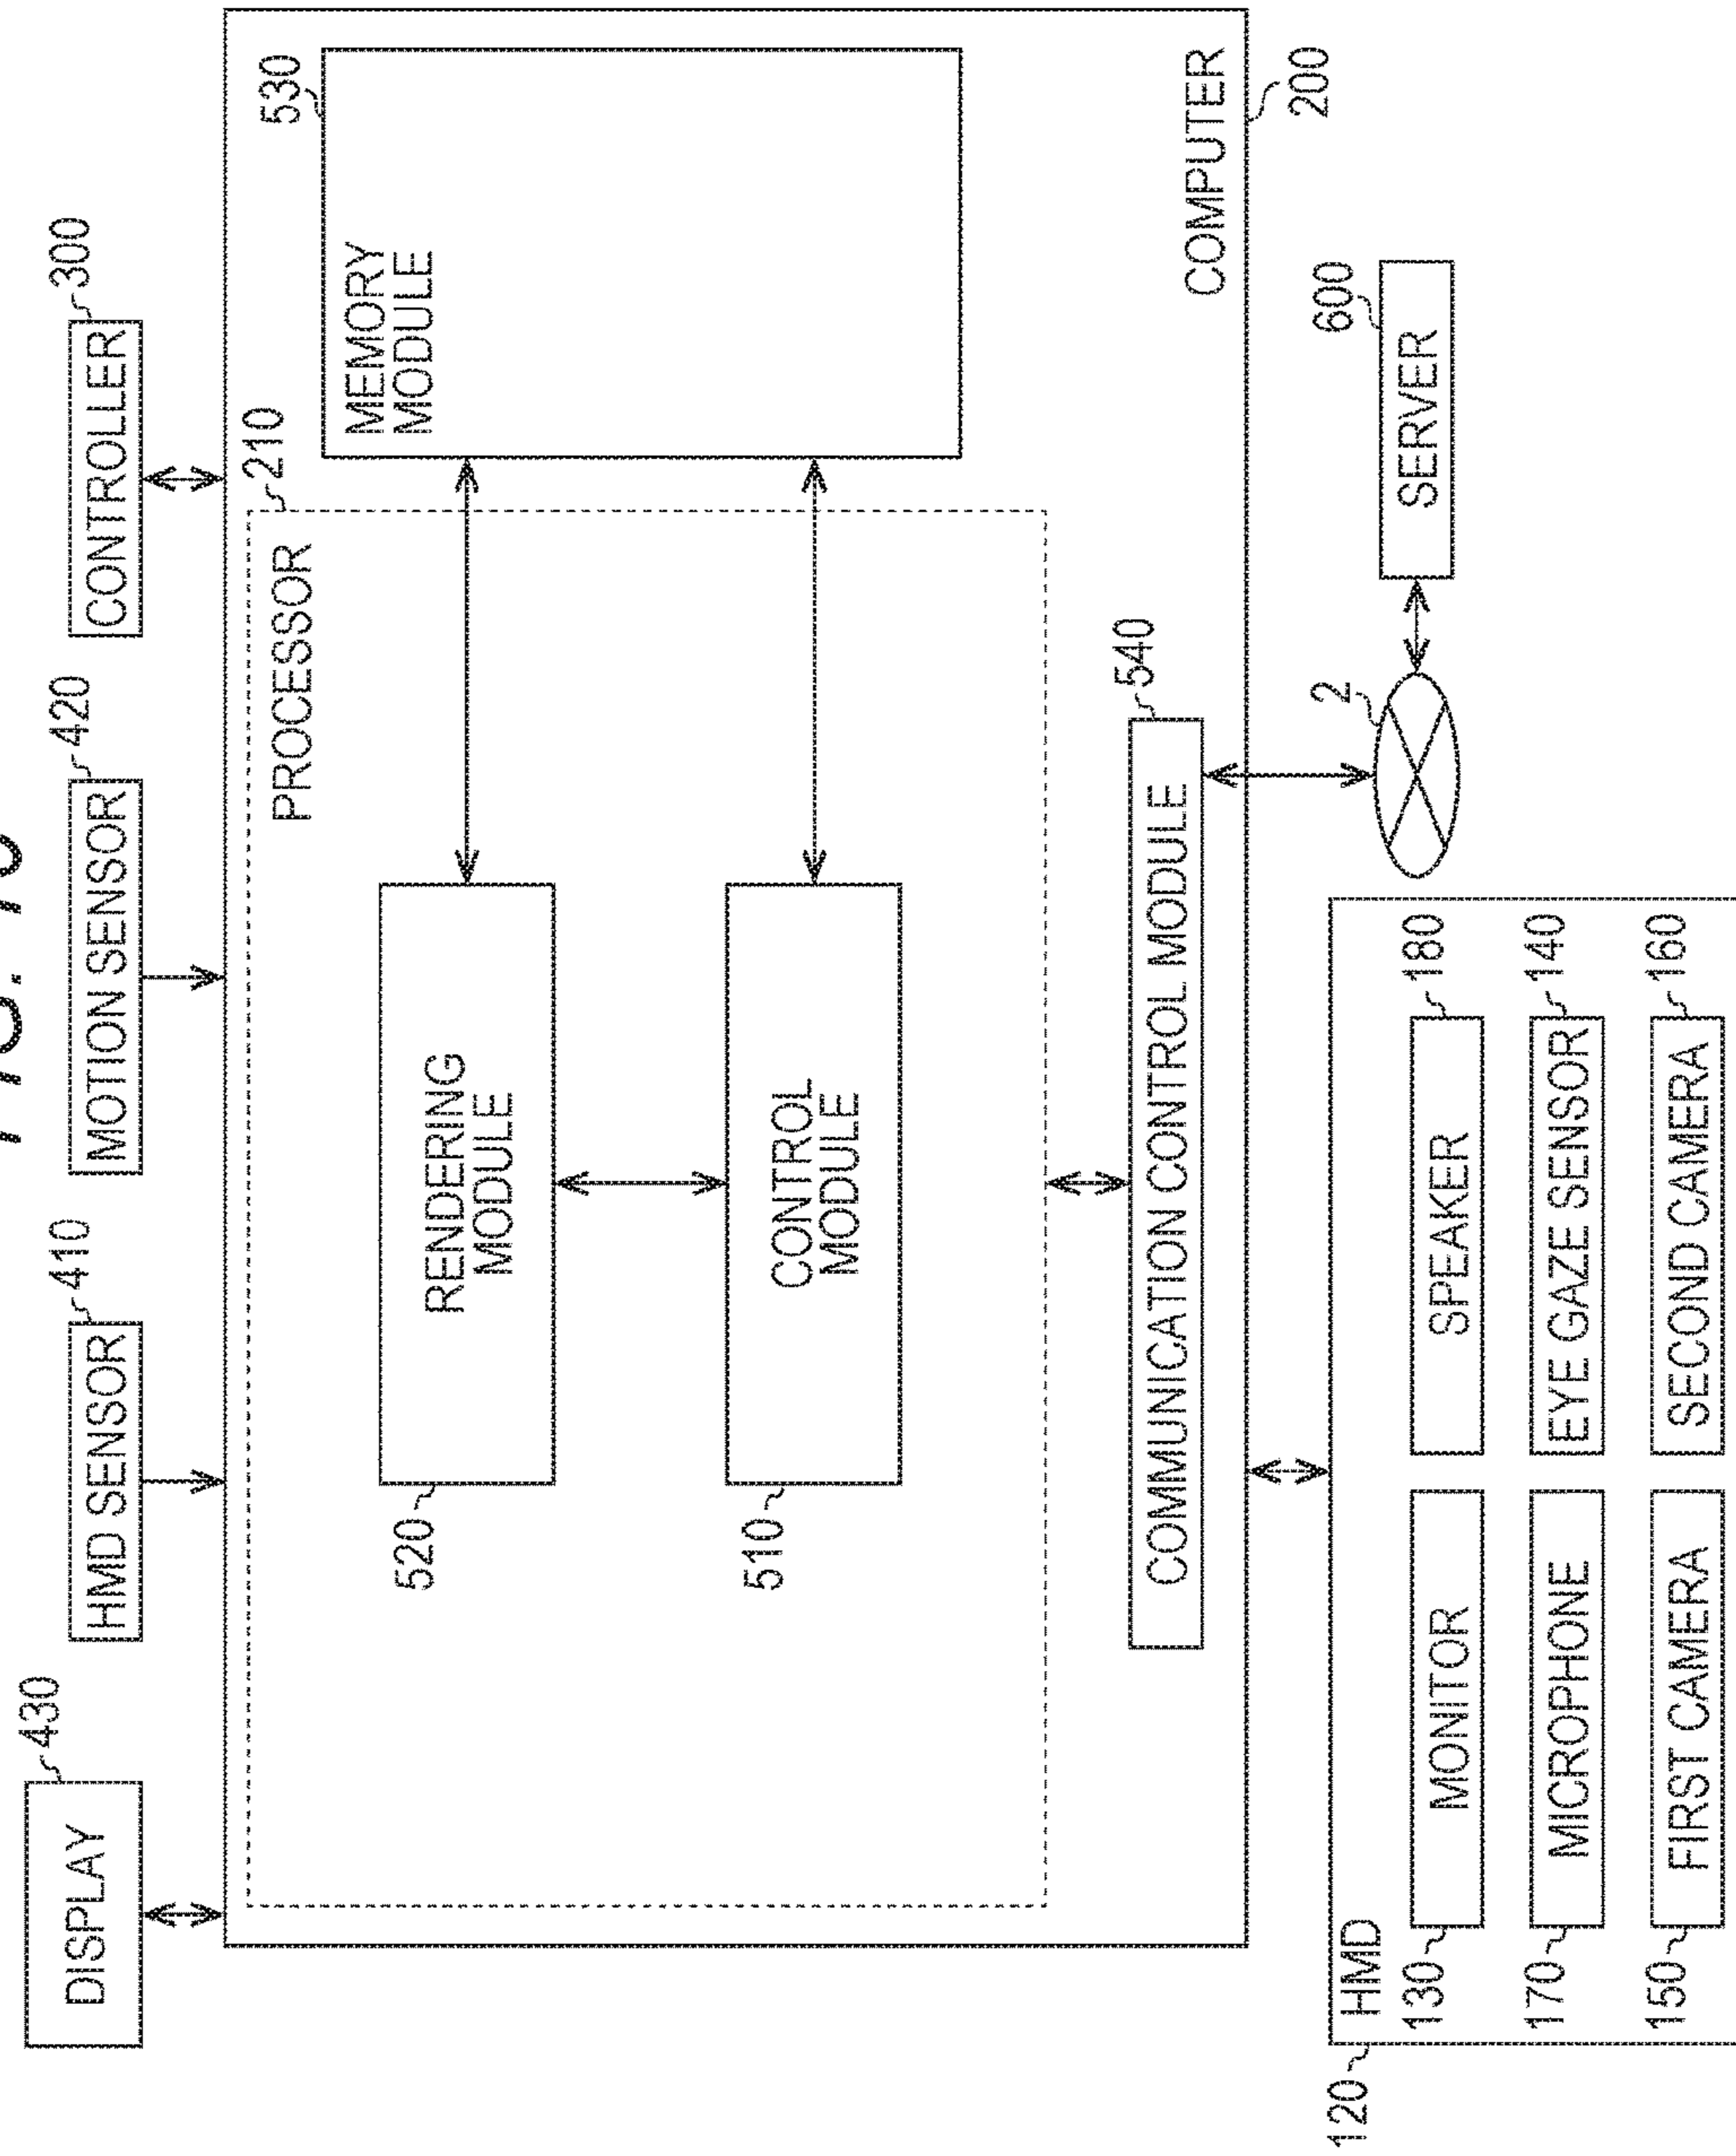 FIG.
430
410
420
300
DISPLAY
HMD SENSOR
MOTION SENSOR
CONTROLLER
210
530
PROCESSOR
MEMORY
MODULE
520
RENDERING
MODULE
510
CONTROL
MODULE
540
COMMUNICATION CONTROL MODULE
COMPUTER
200
120
HMD
2
600
SERVER
130
MONITOR
SPEAKER
180
170
MICROPHONE
EYE GAZE SENSOR
140
150
FIRST CAMERA
SECOND CAMERA
160